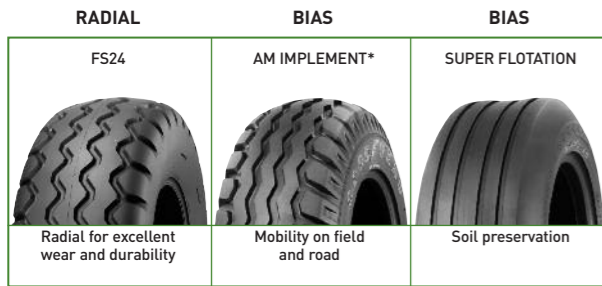 RADIAL
BIAS
BIAS
FS24
AM IMPLEMENT*
SUPER FLOTATION
Radial for excellent
wear and durability
Mobility on field
and road
Soil preservation